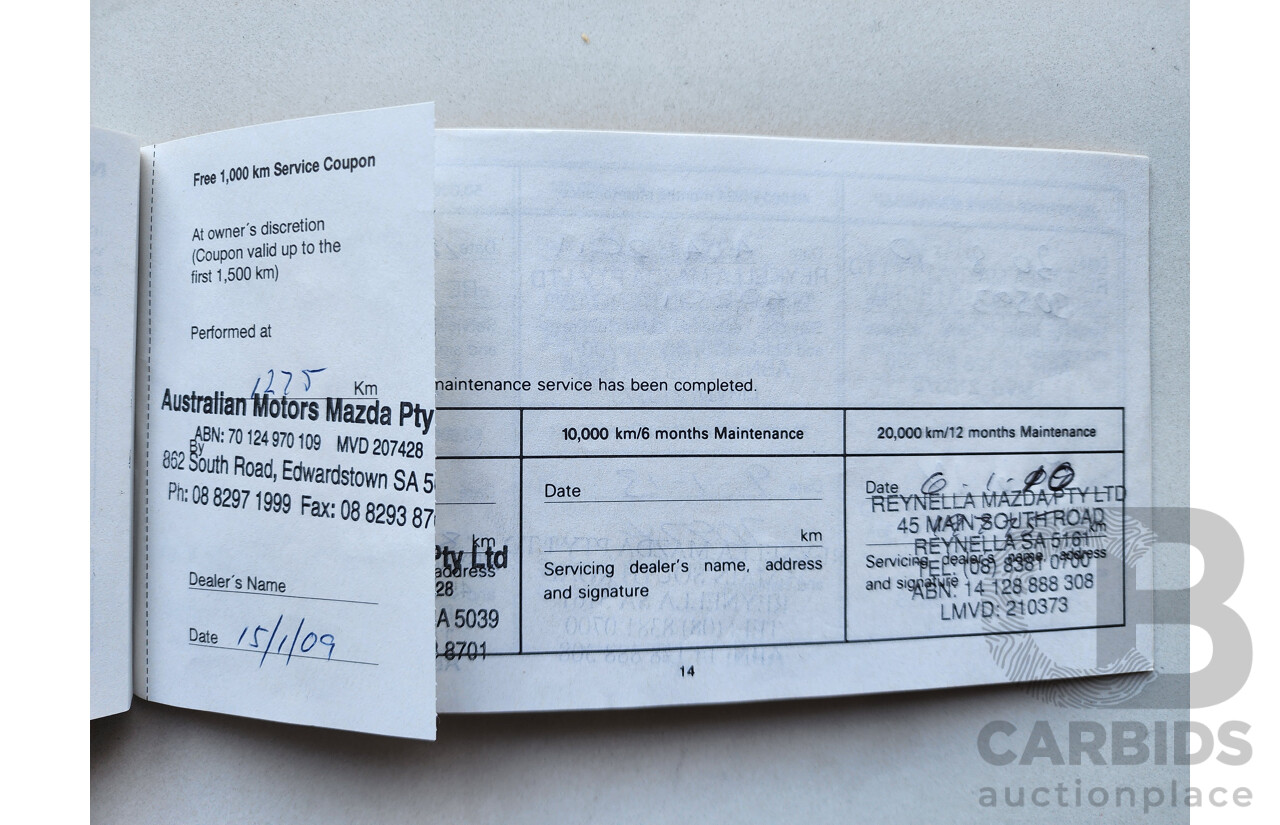 Free 1,000 km Service Coupon
At owner´s discretion
(Coupon valid up to the
first 1,500 km)
Performed at
1275 Km
Australian Motors Mazda Pty
ABN: 70 124 970 109 MVD 207428
By
862 South Road, Edwardstown SA 5
Ph: 08 8297 1999 Fax: 08 8293 87
Dealer´s Name
Date 15/1/09
maintenance service has been completed.
km
Pty Ltd
address
28
A 5039
8701
10,000 km/6 months Maintenance
Date
km
Servicing dealer's name, address
and signature
20,000 km/12 months Maintenance
Date 6.1.10
REYNELLA MAZDA PTY LTD
45 MAIN SOUTH ROAD
km
REYNELLA SA 5161
Servicing dealer's name, address
TEL: (08) 8381 0700
and signature
ABN: 14 128 888 308
LMVD: 210373
14
CARBIDS
auctionplace